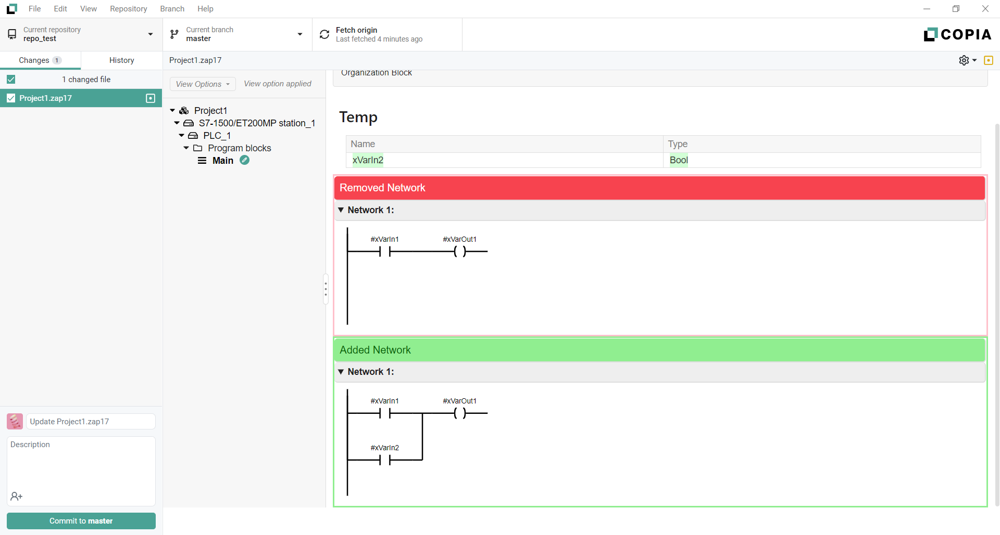 File Edit View Repository Branch Help
Current repository
repo_test
Current branch
master
Fetch origin
Last fetched 4 minutes ago
COPIA
Changes 1
History
Project1.zap17
1 changed file
Project1.zap17
View Options
View option applied
Project1
S7-1500/ET200MP station_1
PLC_1
Program blocks
Main
Organization Block
Temp
Name Type
xVarIn2 Bool
Removed Network
Network 1:
#xVarIn1 #xVarOut1
Added Network
Network 1:
#xVarIn1 #xVarOut1
#xVarIn2
Update Project1.zap17
Description
Commit to master